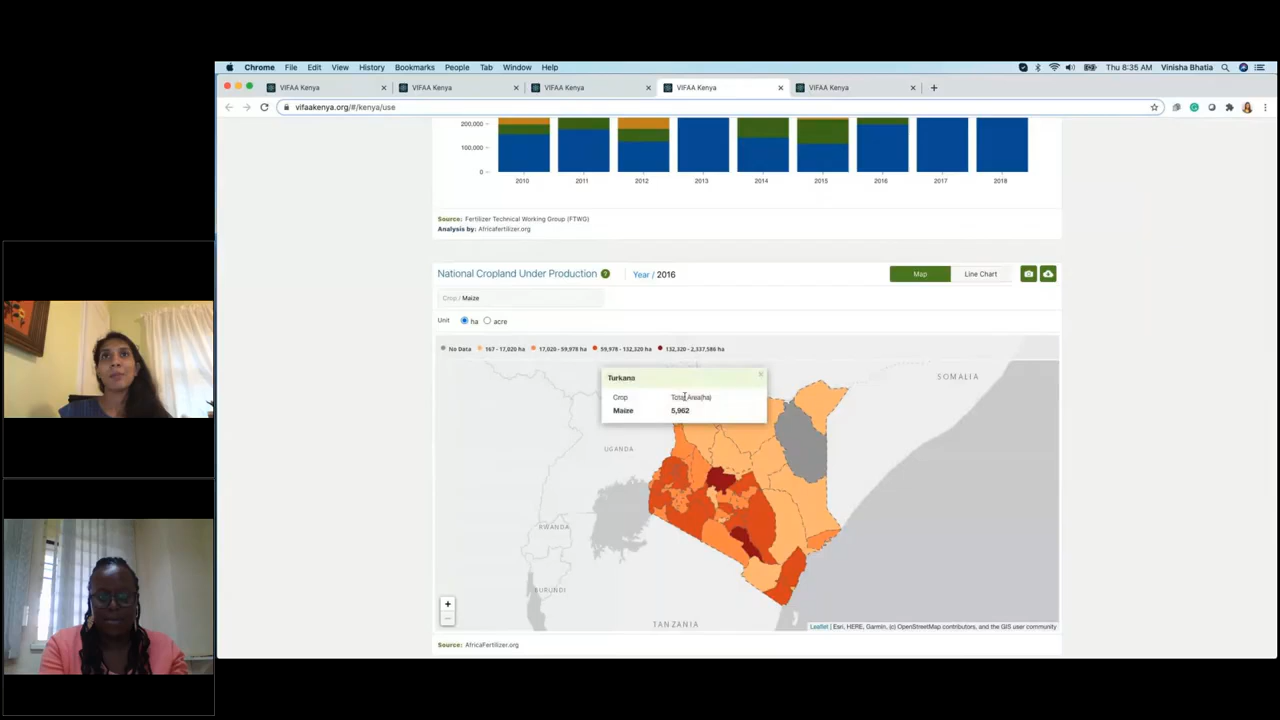 Chrome File Edit View History Bookmarks People Tab Window Help Thu 8:35 AM Vinisha Bhatia
VIFAA Kenya VIFAA Kenya VIFAA Kenya VIFAA Kenya VIFAA Kenya
vifaakenya.org/#/kenya/use
200,000
100,000
0
2010 2011 2012 2013 2014 2015 2016 2017 2018
Source: Fertilizer Technical Working Group (FTWG)
Analysis by: Africafertilizer.org
National Cropland Under Production ? Year / 2016 Map Line Chart
Crop / Maize
Unit ha acre
No Data 167 - 17,020 ha 17,020 - 59,978 ha 59,978 - 132,320 ha 132,320 - 2,337,586 ha
Turkana
SOMALIA
Crop Total Area(ha)
Maize 5,962
UGANDA
RWANDA
BURUNDI
TANZANIA
+
−
Leaflet | Esri, HERE, Garmin, (c) OpenStreetMap contributors, and the GIS user community
Source: AfricaFertilizer.org